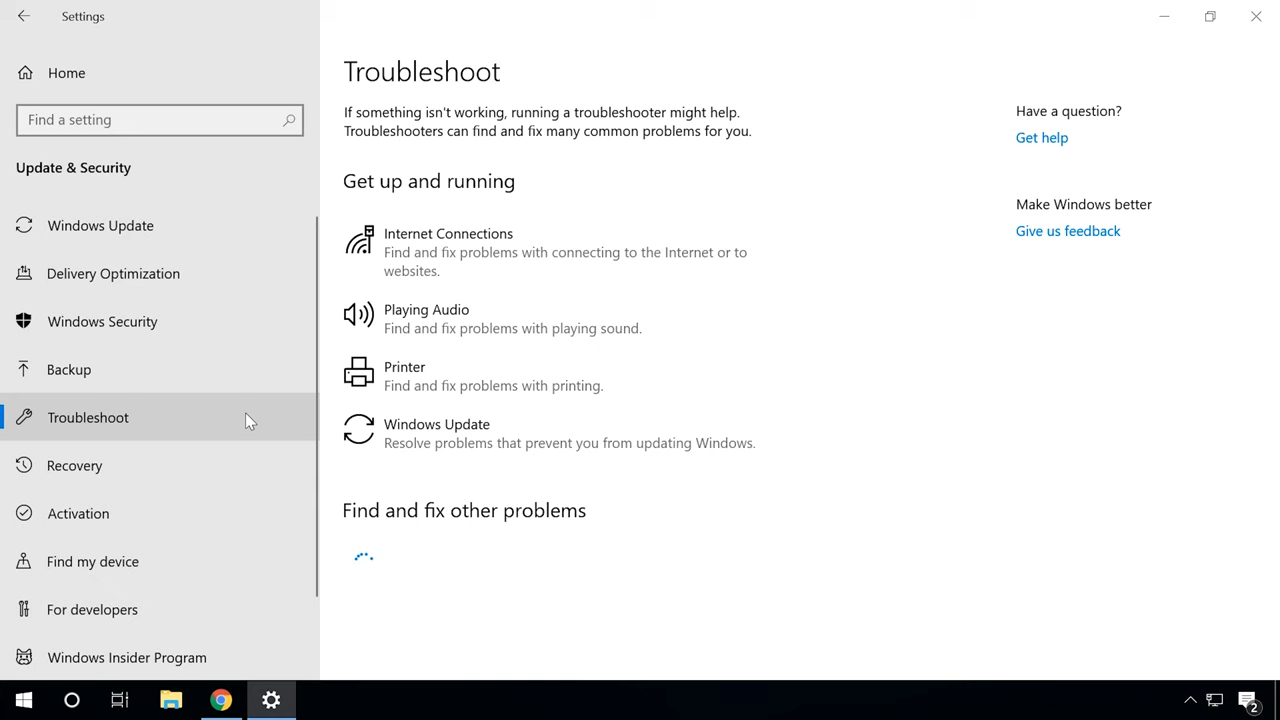 Settings
Home
Find a setting
Update & Security
Windows Update
Delivery Optimization
Windows Security
Backup
Troubleshoot
Recovery
Activation
Find my device
For developers
Windows Insider Program
Troubleshoot
If something isn't working, running a troubleshooter might help.
Troubleshooters can find and fix many common problems for you.
Get up and running
Internet Connections
Find and fix problems with connecting to the Internet or to
websites.
Playing Audio
Find and fix problems with playing sound.
Printer
Find and fix problems with printing.
Windows Update
Resolve problems that prevent you from updating Windows.
Find and fix other problems
Have a question?
Get help
Make Windows better
Give us feedback
2